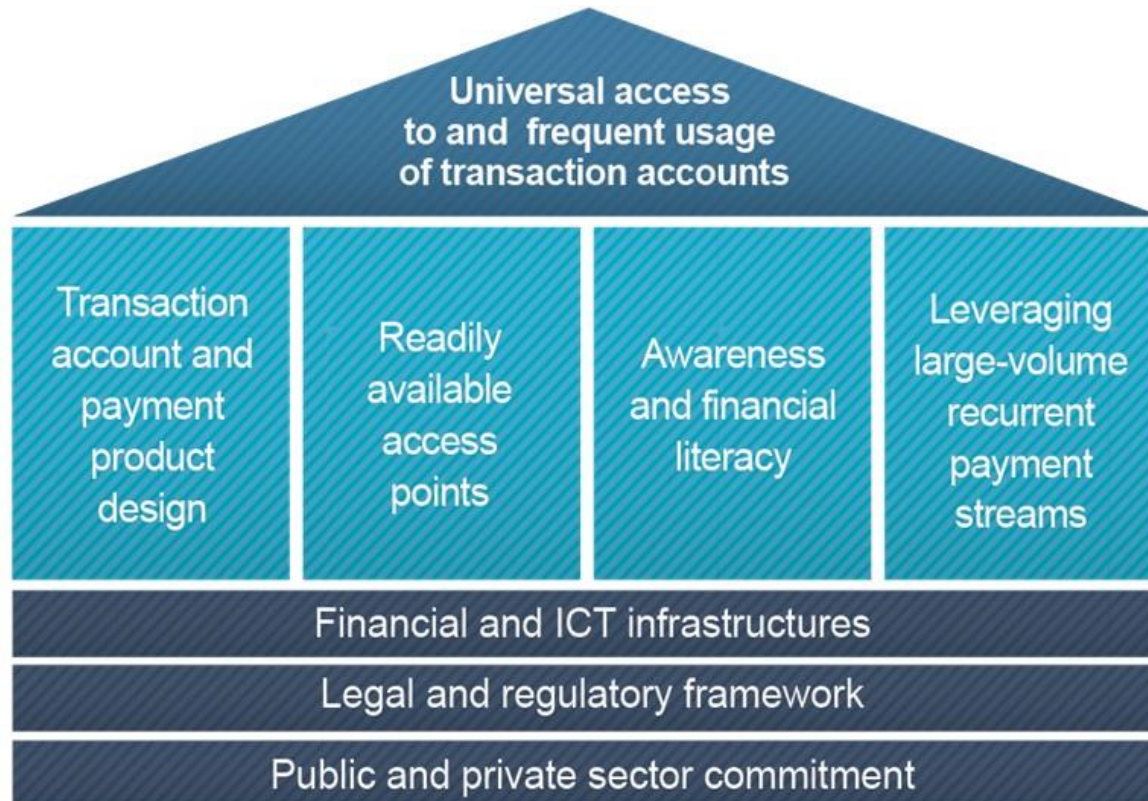 Universal access
to and frequent usage
of transaction accounts
Transaction
account and
payment
product
design
Readily
available
access
points
Awareness
and financial
literacy
Leveraging
large-volume
recurrent
payment
streams
Financial and ICT infrastructures
Legal and regulatory framework
Public and private sector commitment